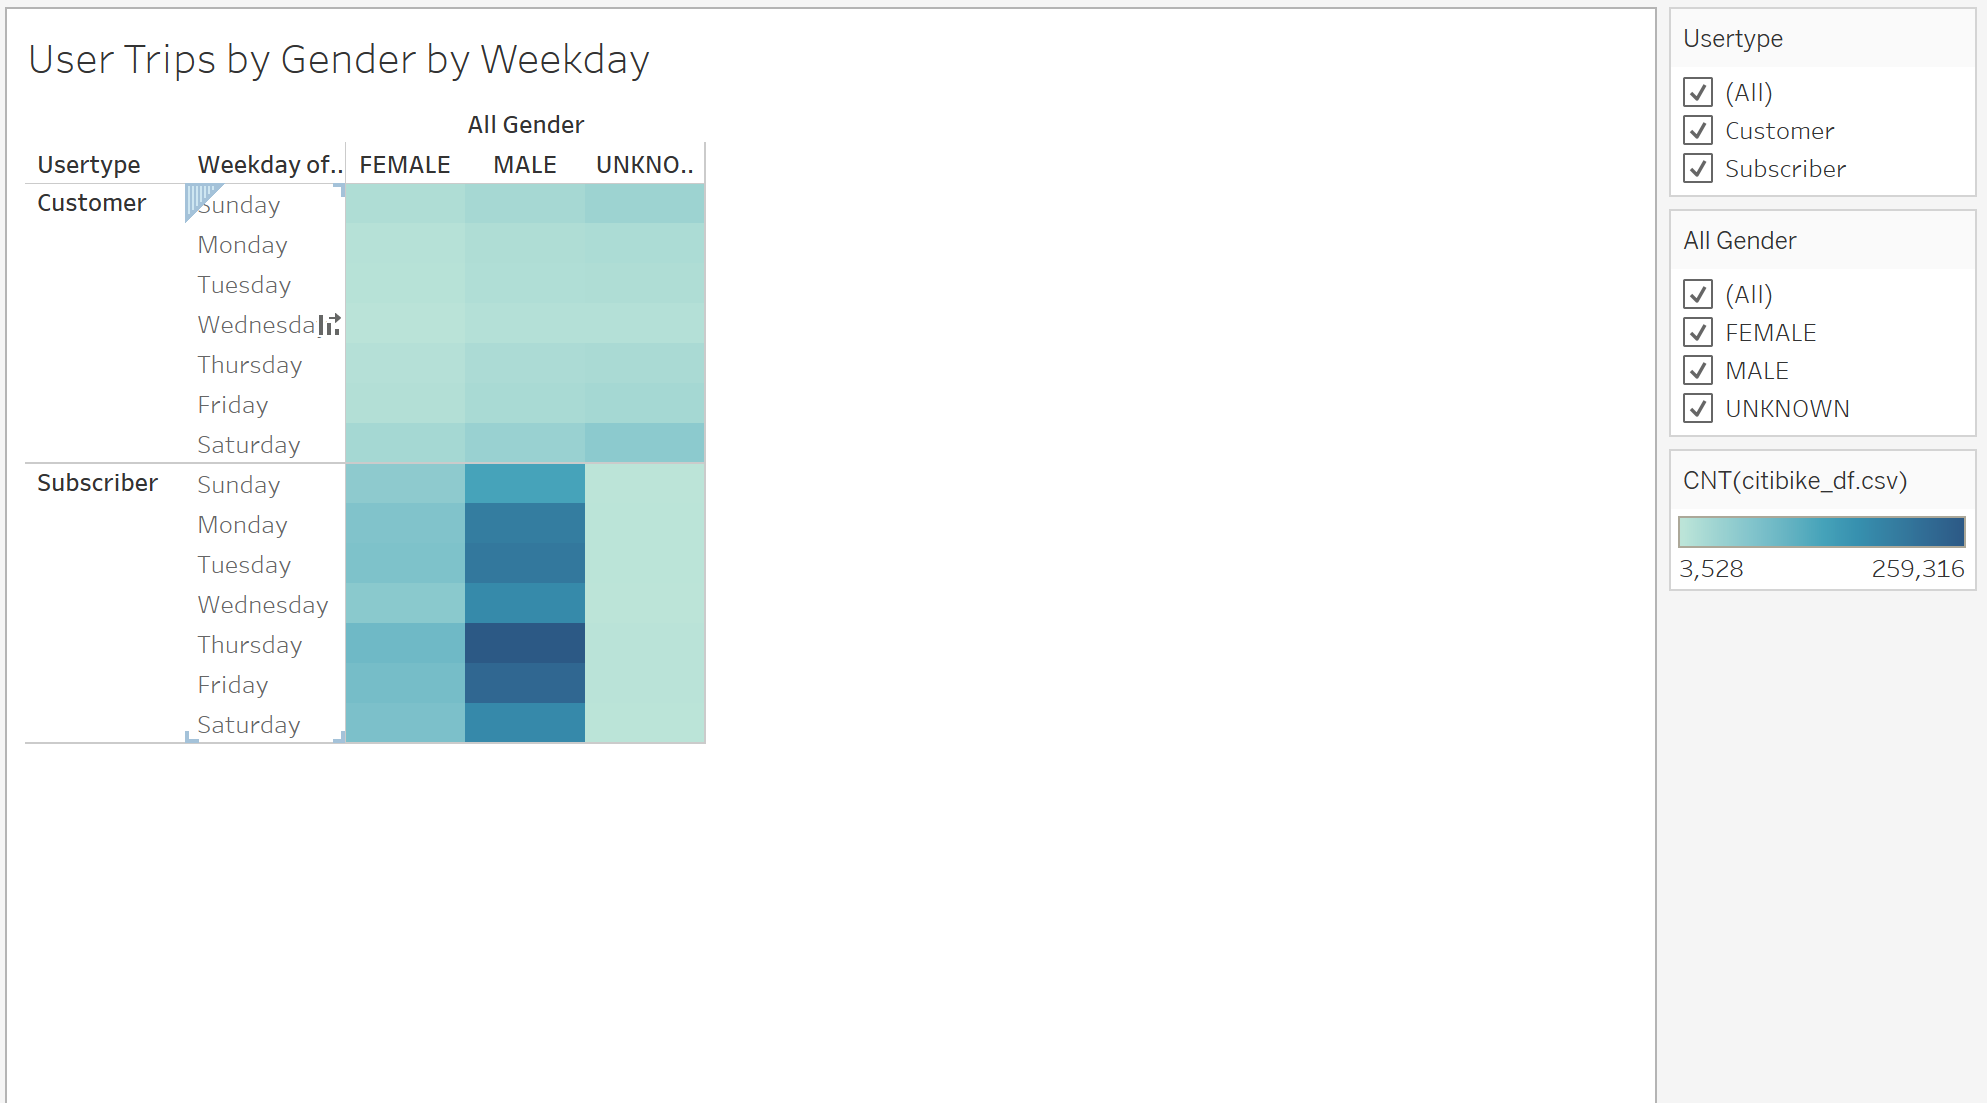 User Trips by Gender by Weekday
All Gender
Usertype Weekday of.. FEMALE MALE UNKNO..
Customer Sunday
Monday
Tuesday
Wednesda
Thursday
Friday
Saturday
Subscriber Sunday
Monday
Tuesday
Wednesday
Thursday
Friday
Saturday
Usertype
(All)
Customer
Subscriber
All Gender
(All)
FEMALE
MALE
UNKNOWN
CNT(citibike_df.csv)
3,528 259,316